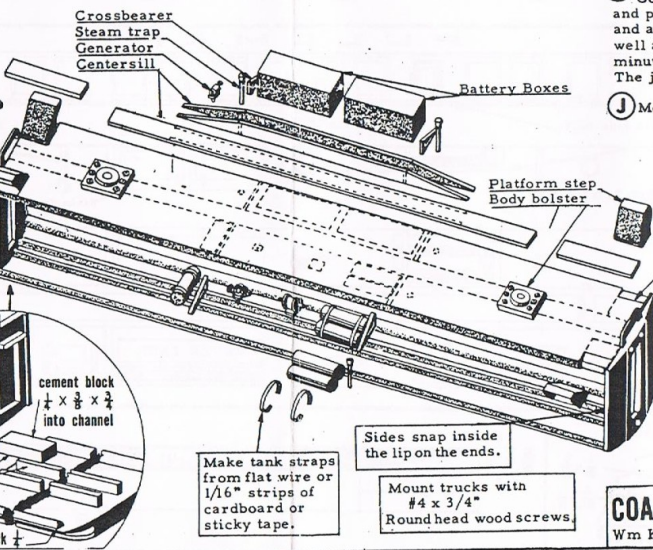 Crossbearer
Steam trap
Generator
Centersill
Battery Boxes
and p
and a
well a
minut
The j
J M
Platform step
Body bolster
cement block
1/4 x 3/8 x 3/4
into channel
Make tank straps
from flat wire or
1/16" strips of
cardboard or
sticky tape.
Sides snap inside
the lip on the ends.
Mount trucks with
#4 x 3/4"
Round head wood screws.
COA
Wm